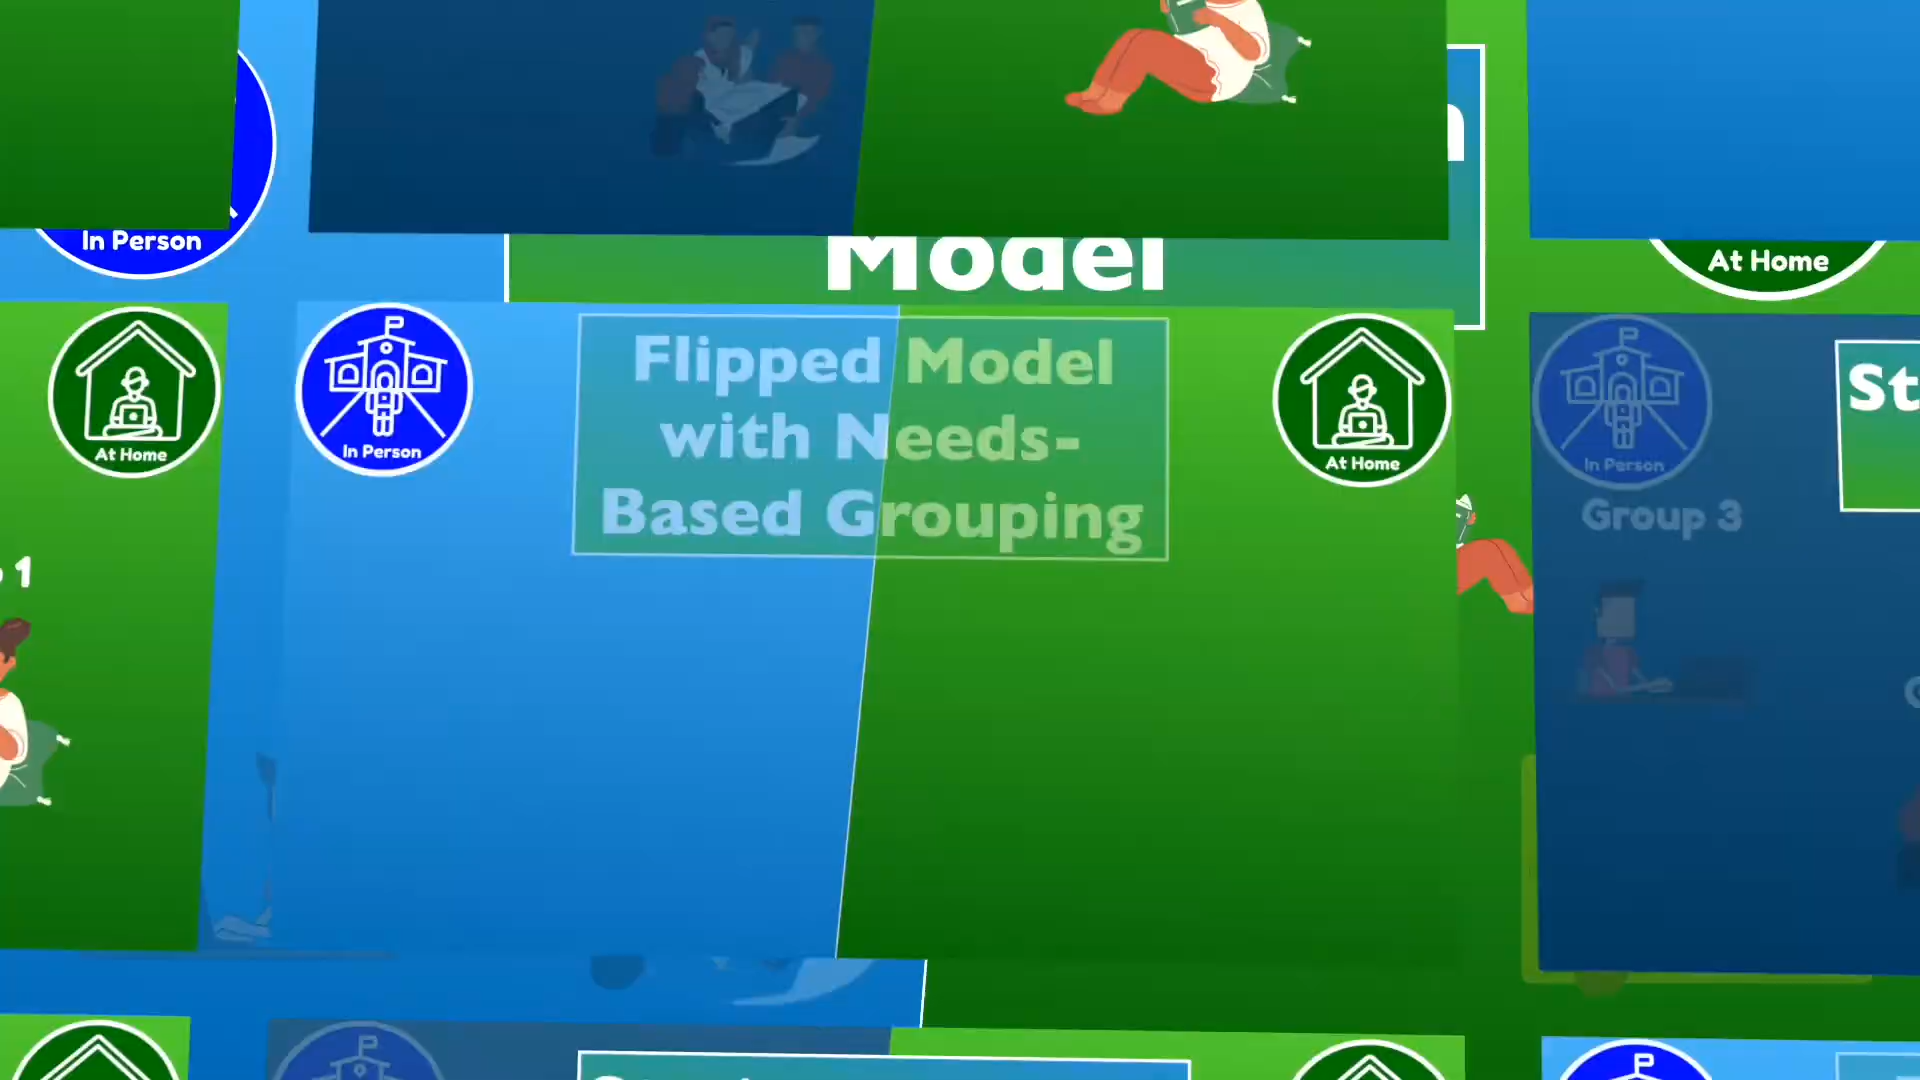 In Person
Model
At Home
At Home
In Person
Flipped Model
with Needs-
Based Grouping
At Home
In Person
Group 3
1